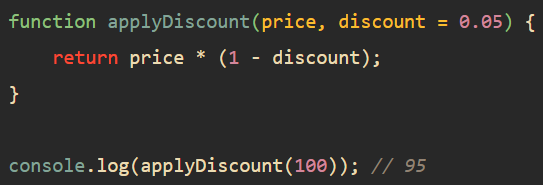 function applyDiscount(price, discount = 0.05) {
    return price * (1 - discount);
}
console.log(applyDiscount(100)); // 95